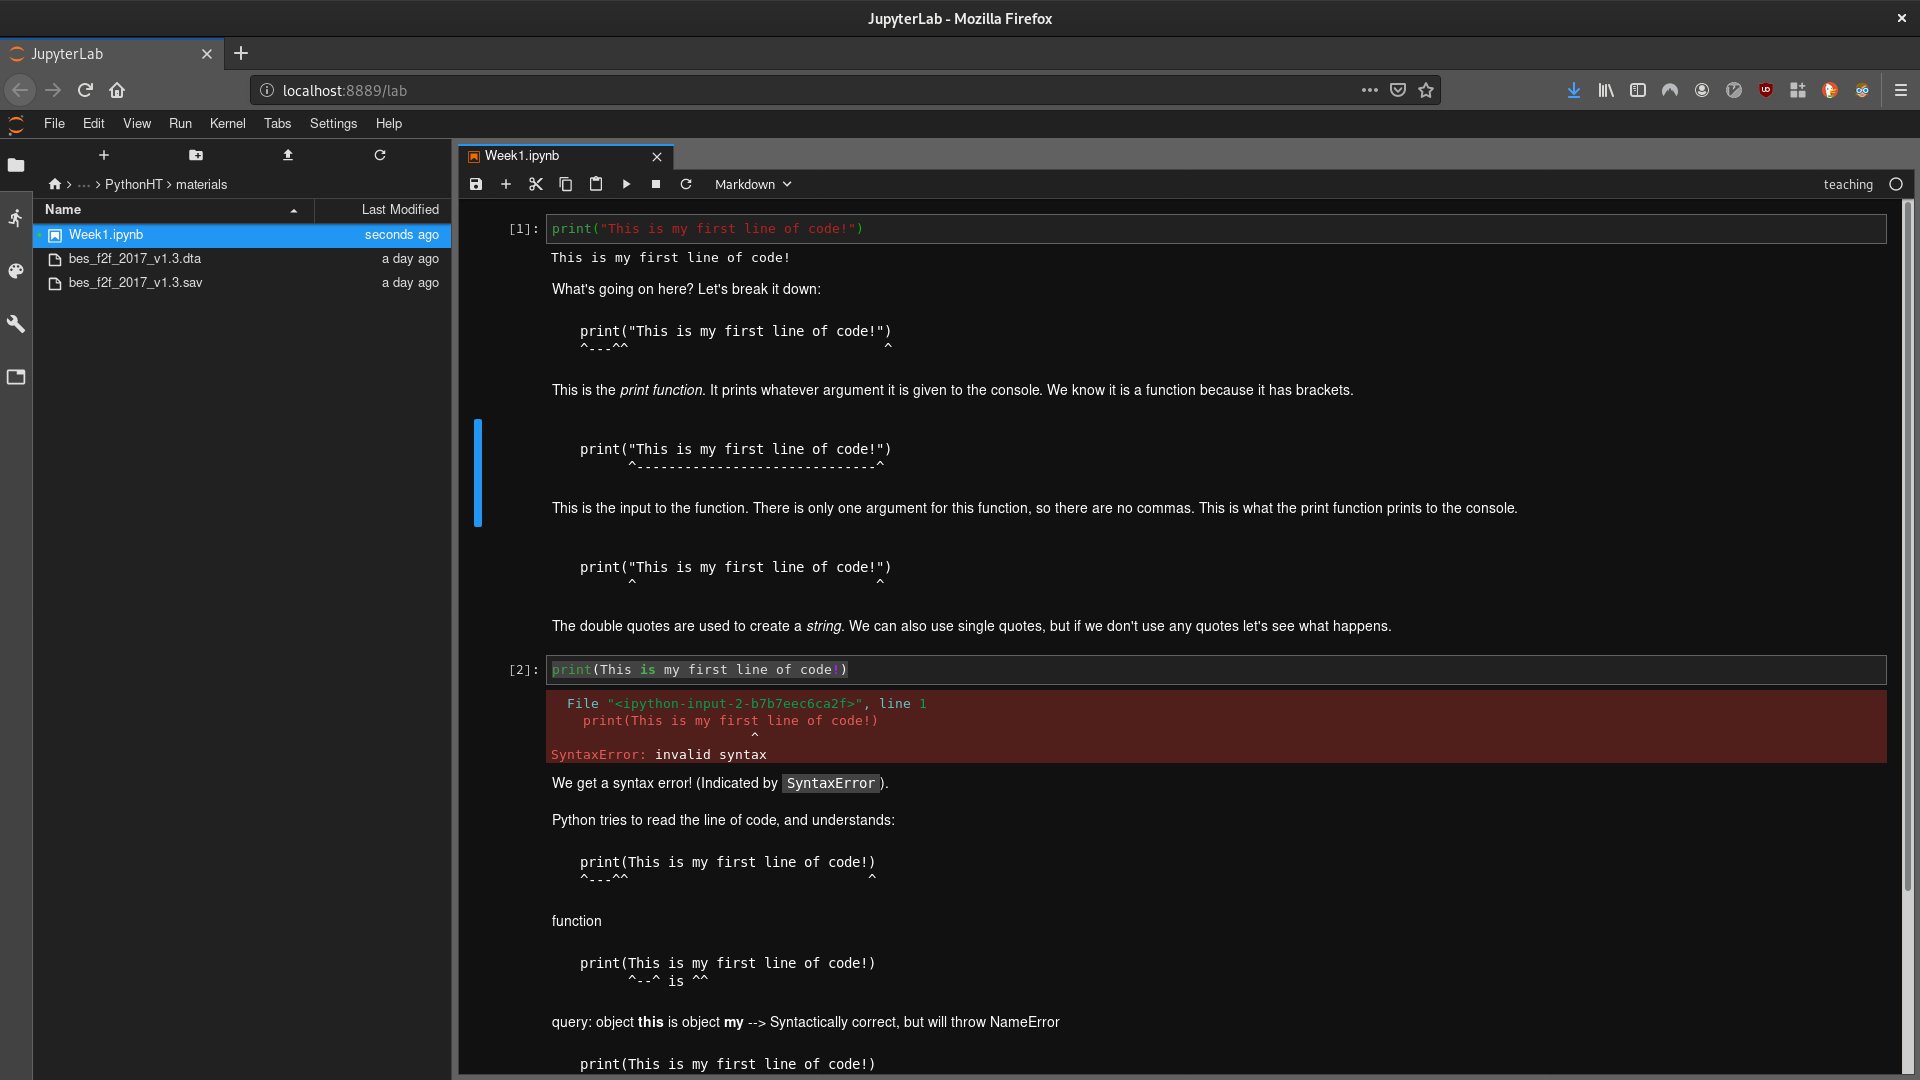 JupyterLab - Mozilla Firefox
JupyterLab
localhost:8889/lab
File Edit View Run Kernel Tabs Settings Help
… PythonHT materials
Name Last Modified
Week1.ipynb seconds ago
bes_f2f_2017_v1.3.dta a day ago
bes_f2f_2017_v1.3.sav a day ago
Week1.ipynb
Markdown teaching
[1]: print("This is my first line of code!")
This is my first line of code!
What's going on here? Let's break it down:
print("This is my first line of code!")
^---^^                                ^
This is the print function. It prints whatever argument it is given to the console. We know it is a function because it has brackets.
print("This is my first line of code!")
      ^------------------------------^
This is the input to the function. There is only one argument for this function, so there are no commas. This is what the print function prints to the console.
print("This is my first line of code!")
      ^                              ^
The double quotes are used to create a string. We can also use single quotes, but if we don't use any quotes let's see what happens.
[2]: print(This is my first line of code!)
File "<ipython-input-2-b7b7eec6ca2f>", line 1
print(This is my first line of code!)
                     ^
SyntaxError: invalid syntax
We get a syntax error! (Indicated by SyntaxError ).
Python tries to read the line of code, and understands:
print(This is my first line of code!)
^---^^                              ^
function
print(This is my first line of code!)
      ^--^ is ^^
query: object this is object my --> Syntactically correct, but will throw NameError
print(This is my first line of code!)